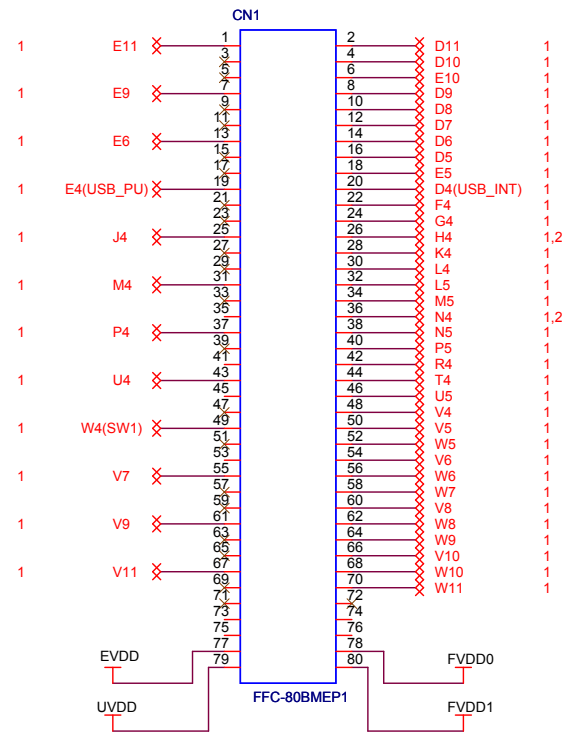 CN1
1 E11 1 2 D11 1
3 4 D10 1
5 6 E10 1
1 E9 7 8 D9 1
9 10 D8 1
11 12 D7 1
1 E6 13 14 D6 1
15 16 D5 1
17 18 E5 1
1 E4(USB_PU) 19 20 D4(USB_INT) 1
21 22 F4 1
23 24 G4 1
1 J4 25 26 H4 1,2
27 28 K4 1
29 30 L4 1
1 M4 31 32 L5 1
33 34 M5 1
35 36 N4 1,2
1 P4 37 38 N5 1
39 40 P5 1
41 42 R4 1
1 U4 43 44 T4 1
45 46 U5 1
47 48 V4 1
1 W4(SW1) 49 50 V5 1
51 52 W5 1
53 54 V6 1
1 V7 55 56 W6 1
57 58 W7 1
59 60 V8 1
1 V9 61 62 W8 1
63 64 W9 1
65 66 V10 1
1 V11 67 68 W10 1
69 70 W11 1
71 72
73 74
75 76
77 78
79 80
EVDD FVDD0
FFC-80BMEP1
UVDD FVDD1